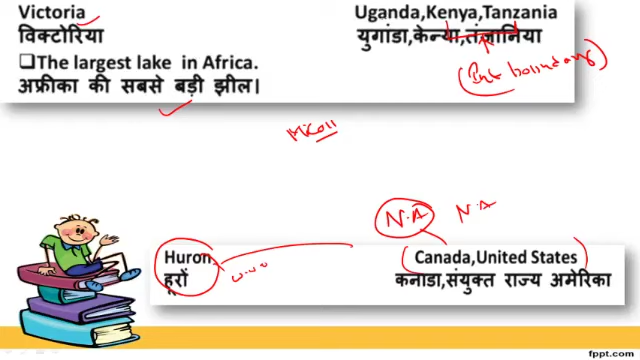 Victoria Uganda,Kenya,Tanzania
विक्टोरिया युगांडा,केन्या,तंजानिया
❑The largest lake in Africa.
अफ्रीका की सबसे बड़ी झील।
N.A N.A
Huron Canada,United States
हूरों कनाडा,संयुक्त राज्य अमेरिका
fppt.com